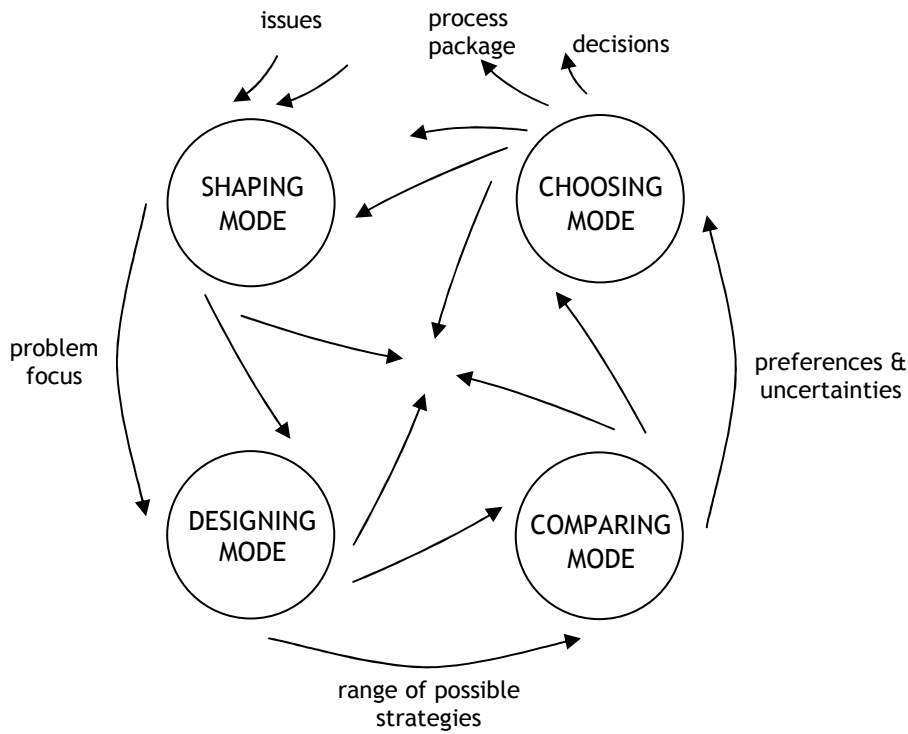 issues
process
package
decisions
SHAPING
MODE
CHOOSING
MODE
problem
focus
preferences &
uncertainties
DESIGNING
MODE
COMPARING
MODE
range of possible
strategies